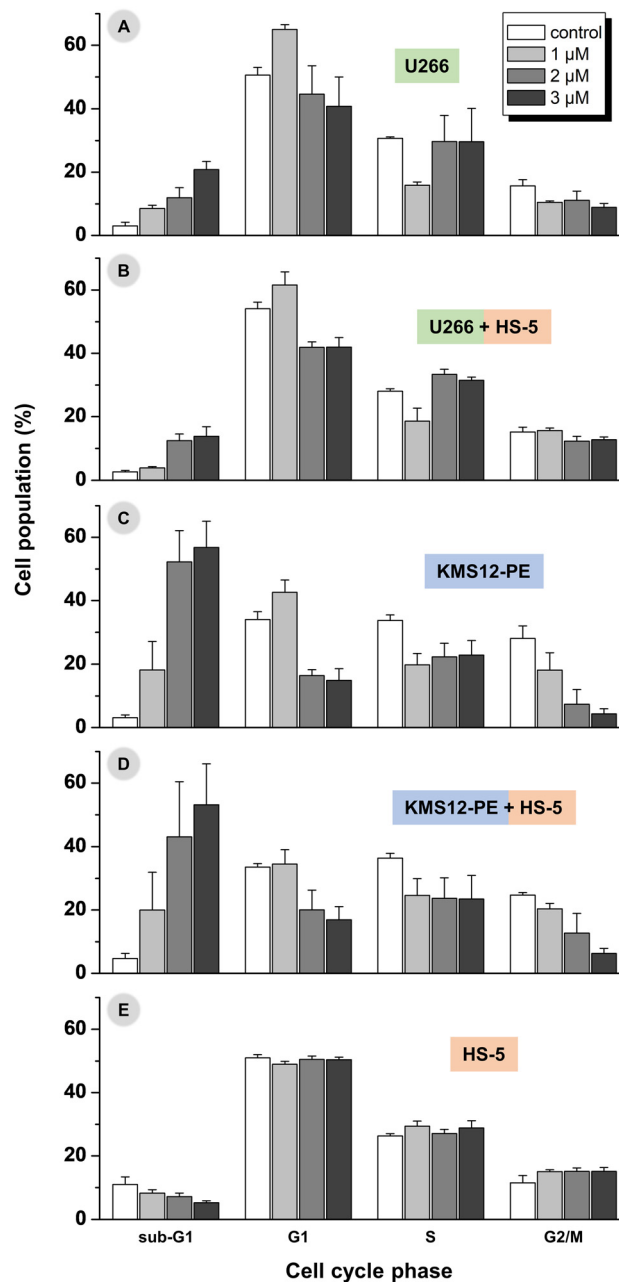 A
U266
control
1 µM
2 µM
3 µM
60
40
20
0
B
U266 + HS-5
60
40
20
0
C
KMS12-PE
60
40
20
0
D
KMS12-PE + HS-5
60
40
20
0
E
HS-5
60
40
20
0
Cell population (%)
sub-G1 G1 S G2/M
Cell cycle phase